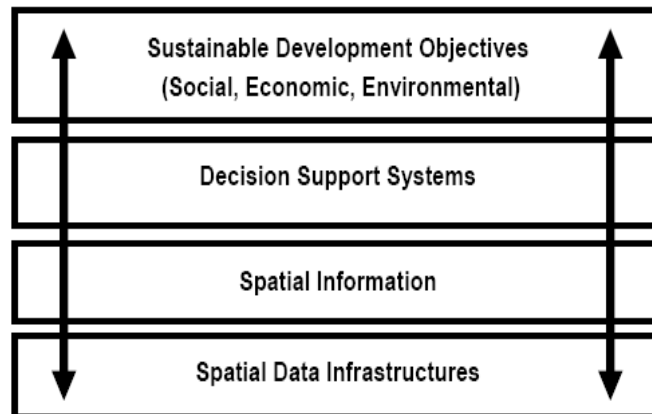 Sustainable Development Objectives
(Social, Economic, Environmental)
Decision Support Systems
Spatial Information
Spatial Data Infrastructures